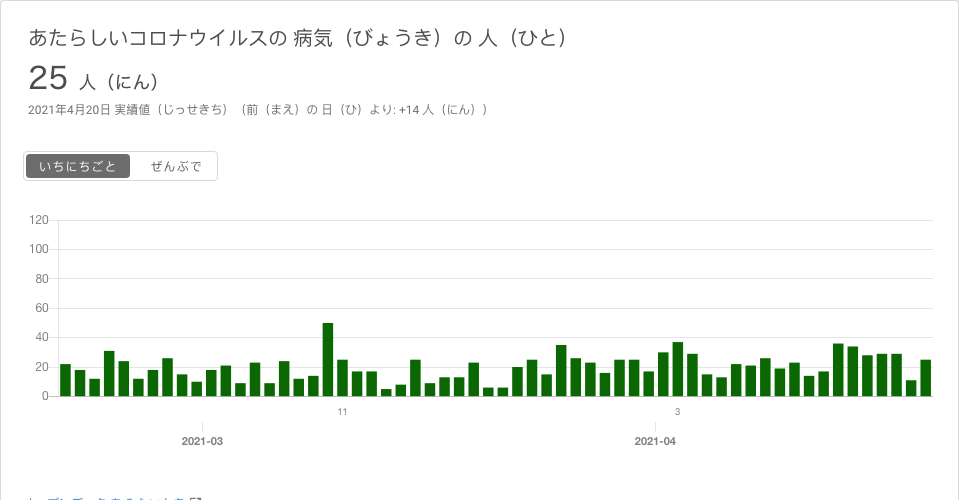 あたらしいコロナウイルスの 病気（びょうき）の 人（ひと）
25 人（にん）
2021年4月20日 実績値（じっせきち）（前（まえ）の 日（ひ）より: +14 人（にん））
いちにちごと ぜんぶで
120
100
80
60
40
20
0
11 3
2021-03 2021-04